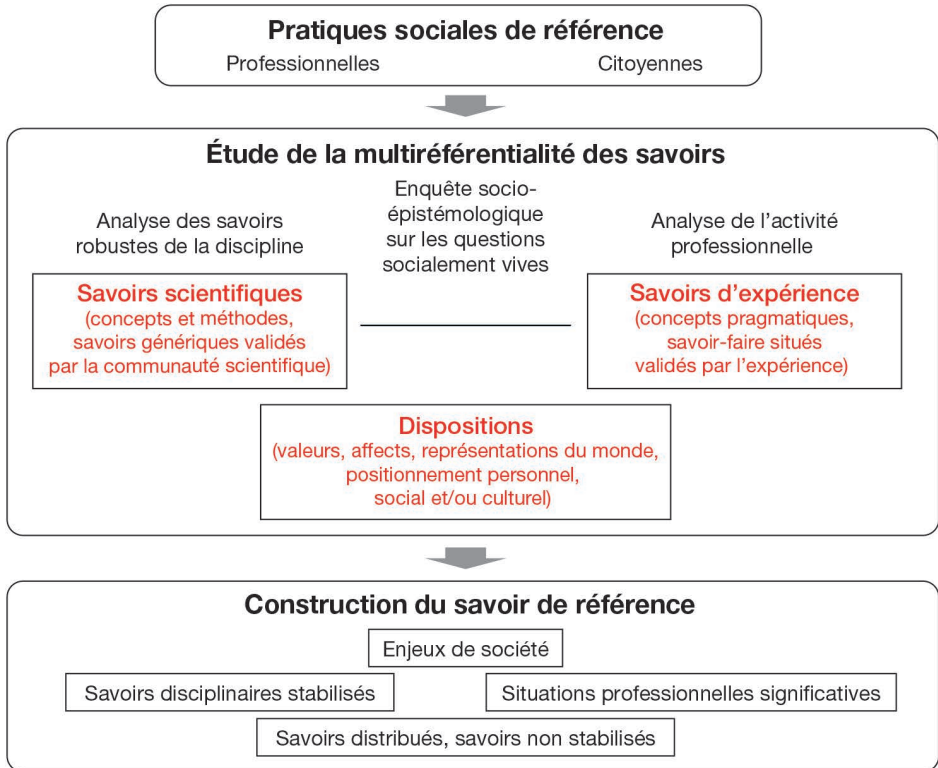 Pratiques sociales de référence
Professionnelles
Citoyennes
Étude de la multiréférentialité des savoirs
Analyse des savoirs
robustes de la discipline
Enquête socio-
épistémologique
sur les questions
socialement vives
Analyse de l’activité
professionnelle
Savoirs scientifiques
(concepts et méthodes,
savoirs génériques validés
par la communauté scientifique)
Savoirs d’expérience
(concepts pragmatiques,
savoir-faire situés
validés par l’expérience)
Dispositions
(valeurs, affects, représentations du monde,
positionnement personnel,
social et/ou culturel)
Construction du savoir de référence
Enjeux de société
Savoirs disciplinaires stabilisés
Situations professionnelles significatives
Savoirs distribués, savoirs non stabilisés